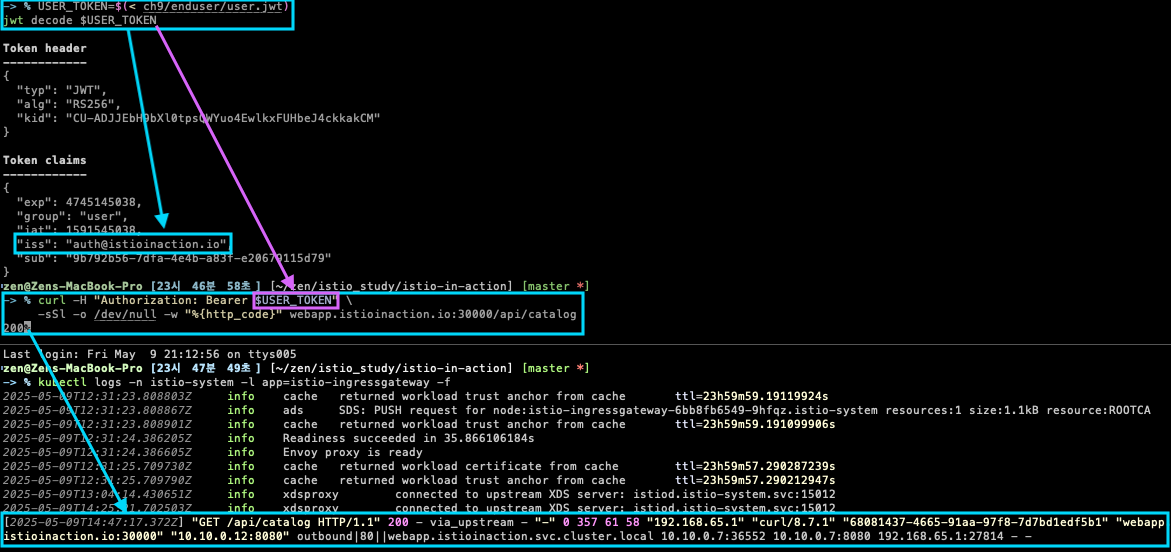 -> % USER_TOKEN=$(< ch9/enduser/user.jwt)
jwt decode $USER_TOKEN
Token header
------------
{
"typ": "JWT",
"alg": "RS256",
"kid": "CU-ADJJEbH9bXl0tpsQWYuo4EwlkxFUHbeJ4ckkakCM"
}
Token claims
------------
{
"exp": 4745145038,
"group": "user",
"iat": 1591545038,
"iss": "auth@istioinaction.io",
"sub": "9b792b56-7dfa-4e4b-a83f-e20679115d79"
}
zen@Zens-MacBook-Pro [23시 46분 58초] [~/zen/istio_study/istio-in-action] [master *]
-> % curl -H "Authorization: Bearer $USER_TOKEN" \
-sSl -o /dev/null -w "%{http_code}" webapp.istioinaction.io:30000/api/catalog
200%
Last login: Fri May 9 21:12:56 on ttys005
zen@Zens-MacBook-Pro [23시 47분 49초] [~/zen/istio_study/istio-in-action] [master *]
-> % kubectl logs -n istio-system -l app=istio-ingressgateway -f
2025-05-09T12:31:23.808803Z info cache returned workload trust anchor from cache ttl=23h59m59.19119924s
2025-05-09T12:31:23.808867Z info ads SDS: PUSH request for node:istio-ingressgateway-6bb8fb6549-9hfqz.istio-system resources:1 size:1.1kB resource:ROOTCA
2025-05-09T12:31:23.808901Z info cache returned workload trust anchor from cache ttl=23h59m59.191099906s
2025-05-09T12:31:24.386205Z info Readiness succeeded in 35.866106184s
2025-05-09T12:31:24.386605Z info Envoy proxy is ready
2025-05-09T12:31:25.709730Z info cache returned workload certificate from cache ttl=23h59m57.290287239s
2025-05-09T12:31:25.709790Z info cache returned workload trust anchor from cache ttl=23h59m57.290212947s
2025-05-09T13:04:14.430651Z info xdsproxy connected to upstream XDS server: istiod.istio-system.svc:15012
info xdsproxy connected to upstream XDS server: istiod.istio-system.svc:15012
[2025-05-09T14:47:17.372Z] "GET /api/catalog HTTP/1.1" 200 - via_upstream - "-" 0 357 61 58 "192.168.65.1" "curl/8.7.1" "68081437-4665-91aa-97f8-7d7bd1edf5b1" "webapp
istioinaction.io:30000" "10.10.0.12:8080" outbound|80||webapp.istioinaction.svc.cluster.local 10.10.0.7:36552 10.10.0.7:8080 192.168.65.1:27814 - -